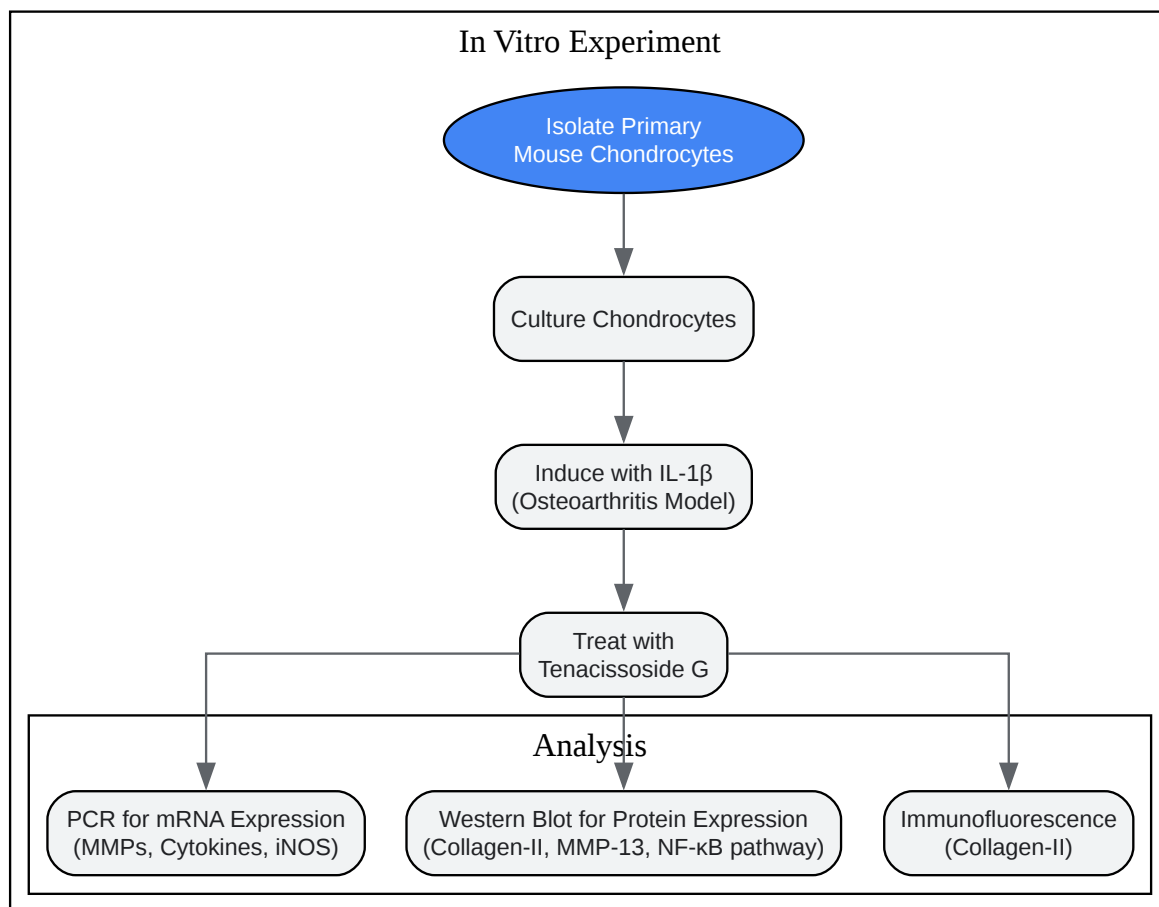 In Vitro Experiment
Isolate Primary
Mouse Chondrocytes
Culture Chondrocytes
Induce with IL-1β
(Osteoarthritis Model)
Treat with
Tenacissoside G
Analysis
PCR for mRNA Expression
(MMPs, Cytokines, iNOS)
Western Blot for Protein Expression
(Collagen-II, MMP-13, NF-κB pathway)
Immunofluorescence
(Collagen-II)